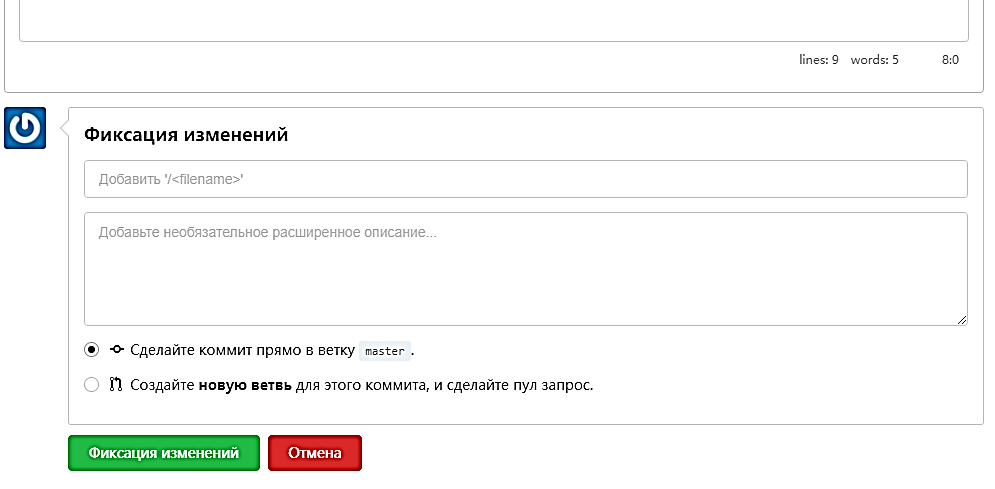 lines: 9 words: 5 8:0
Фиксация изменений
Добавить '/<filename>'
Добавьте необязательное расширенное описание...
Сделайте коммит прямо в ветку master.
Создайте новую ветвь для этого коммита, и сделайте пул запрос.
Фиксация изменений Отмена